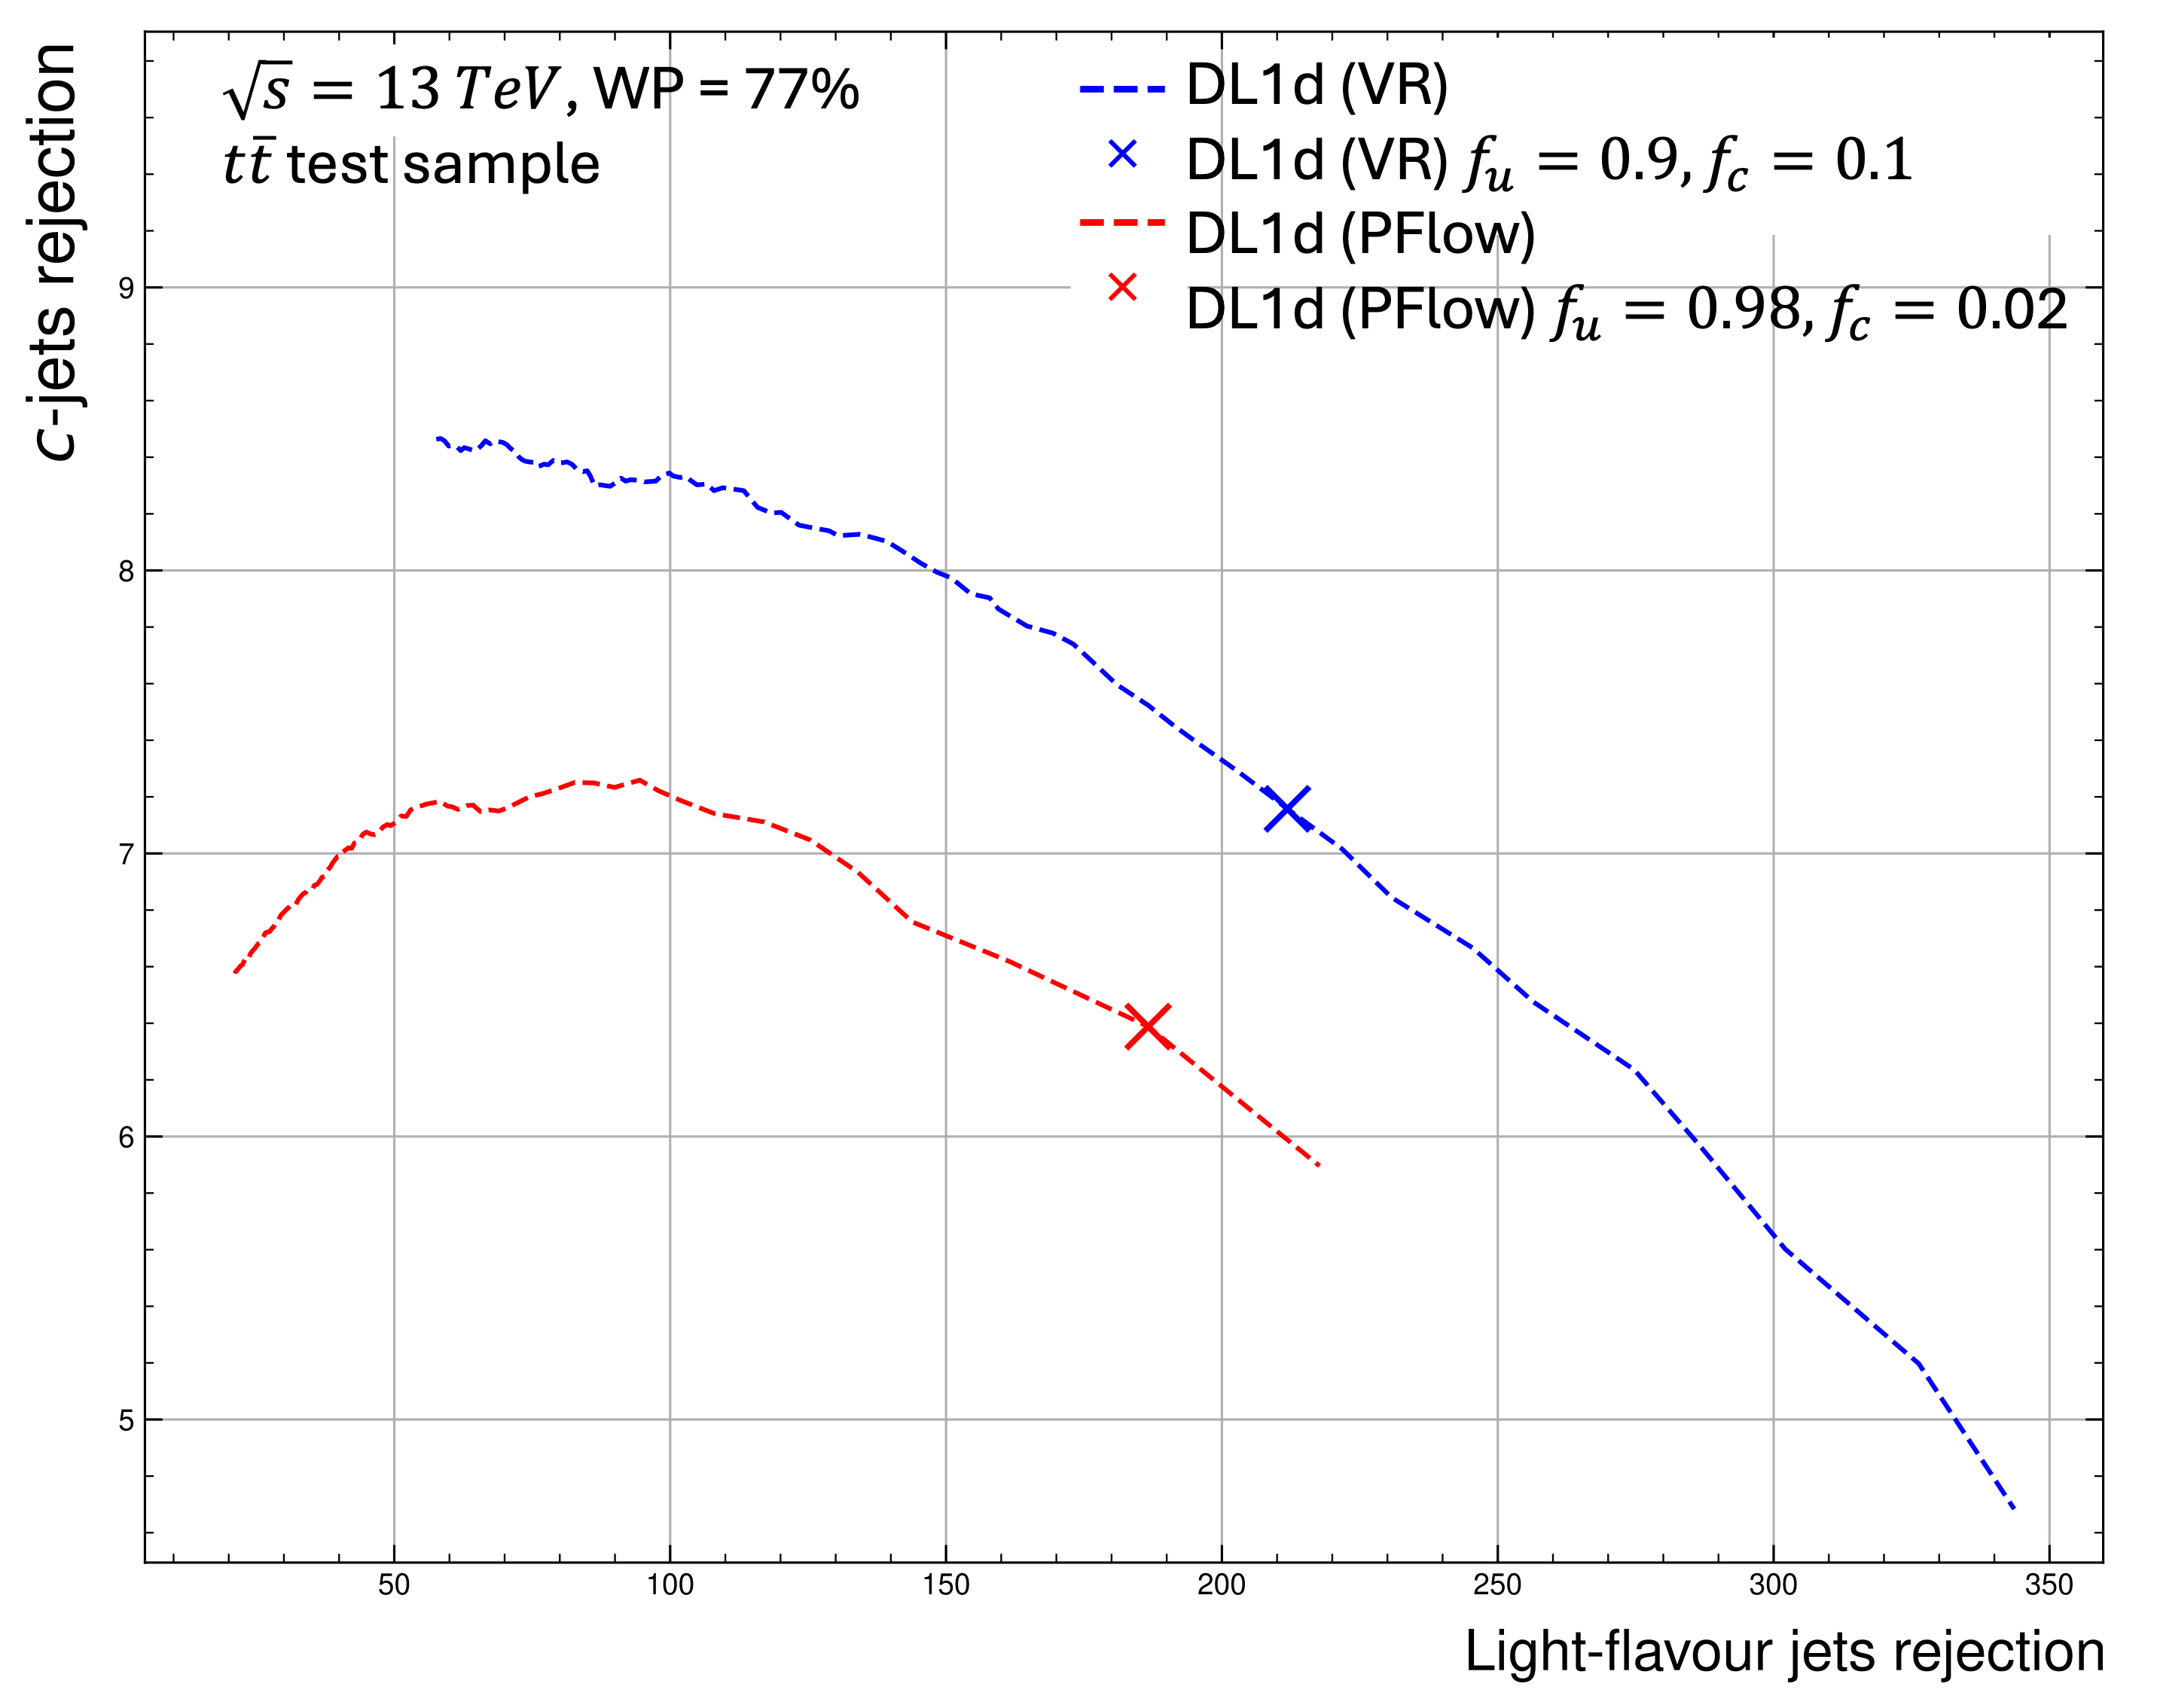 √s = 13 TeV, WP = 77%
tt̄ test sample
DL1d (VR)
DL1d (VR) fᵤ = 0.9, f_c = 0.1
DL1d (PFlow)
DL1d (PFlow) fᵤ = 0.98, f_c = 0.02
c-jets rejection
9
8
7
6
5
50 100 150 200 250 300 350
Light-flavour jets rejection